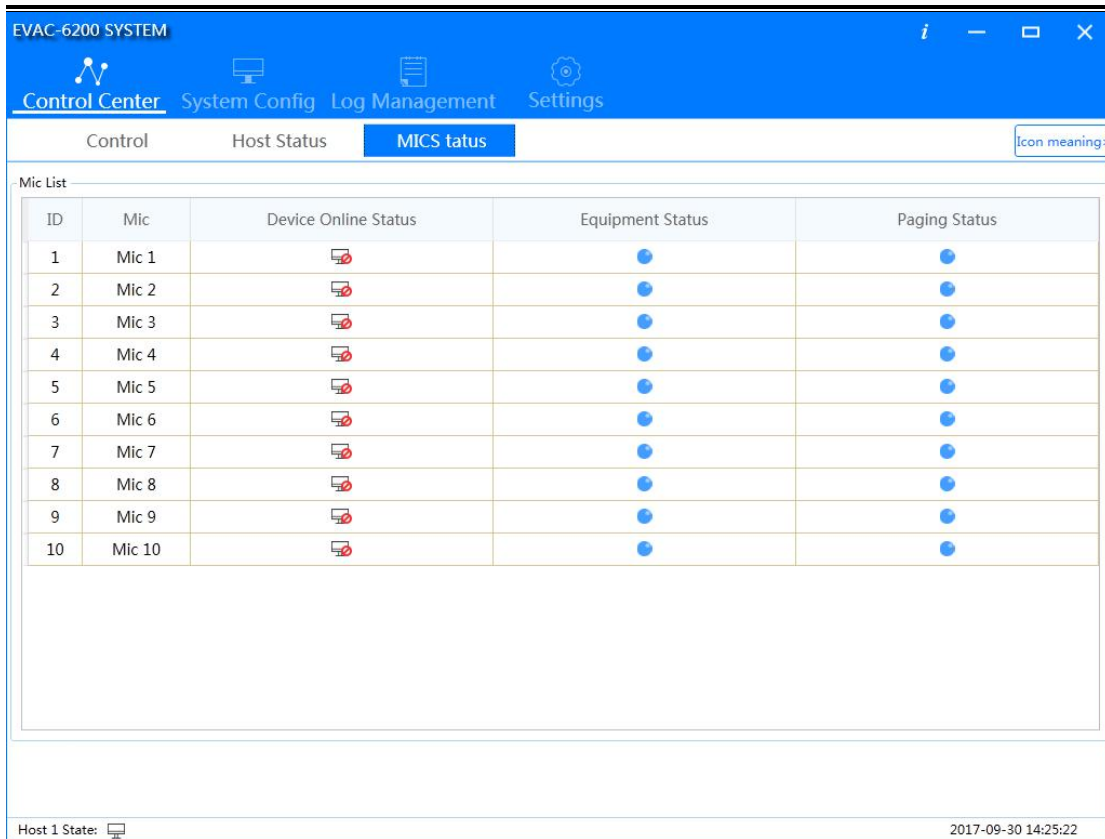 EVAC-6200 SYSTEM
i
Control Center System Config Log Management Settings
Control Host Status MICS tatus Icon meaning:
Mic List
ID Mic Device Online Status Equipment Status Paging Status
1 Mic 1
2 Mic 2
3 Mic 3
4 Mic 4
5 Mic 5
6 Mic 6
7 Mic 7
8 Mic 8
9 Mic 9
10 Mic 10
Host 1 State: 2017-09-30 14:25:22